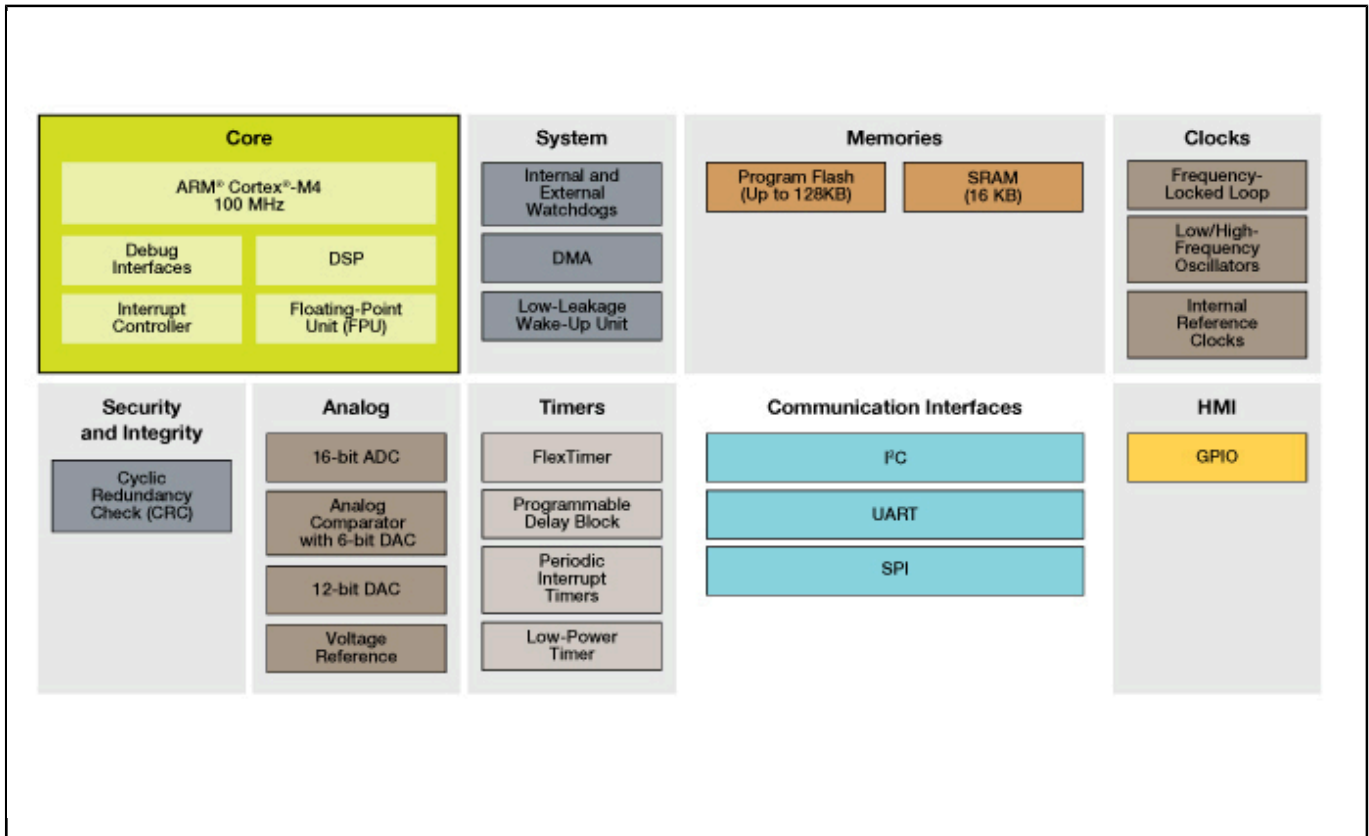 Core
ARM® Cortex®-M4
100 MHz
Debug
Interfaces
DSP
Interrupt
Controller
Floating-Point
Unit (FPU)
System
Internal and
External
Watchdogs
DMA
Low-Leakage
Wake-Up Unit
Memories
Program Flash
(Up to 128KB)
SRAM
(16 KB)
Clocks
Frequency-
Locked Loop
Low/High-
Frequency
Oscillators
Internal
Reference
Clocks
Security
and Integrity
Cyclic
Redundancy
Check (CRC)
Analog
16-bit ADC
Analog
Comparator
with 6-bit DAC
12-bit DAC
Voltage
Reference
Timers
FlexTimer
Programmable
Delay Block
Periodic
Interrupt
Timers
Low-Power
Timer
Communication Interfaces
I²C
UART
SPI
HMI
GPIO